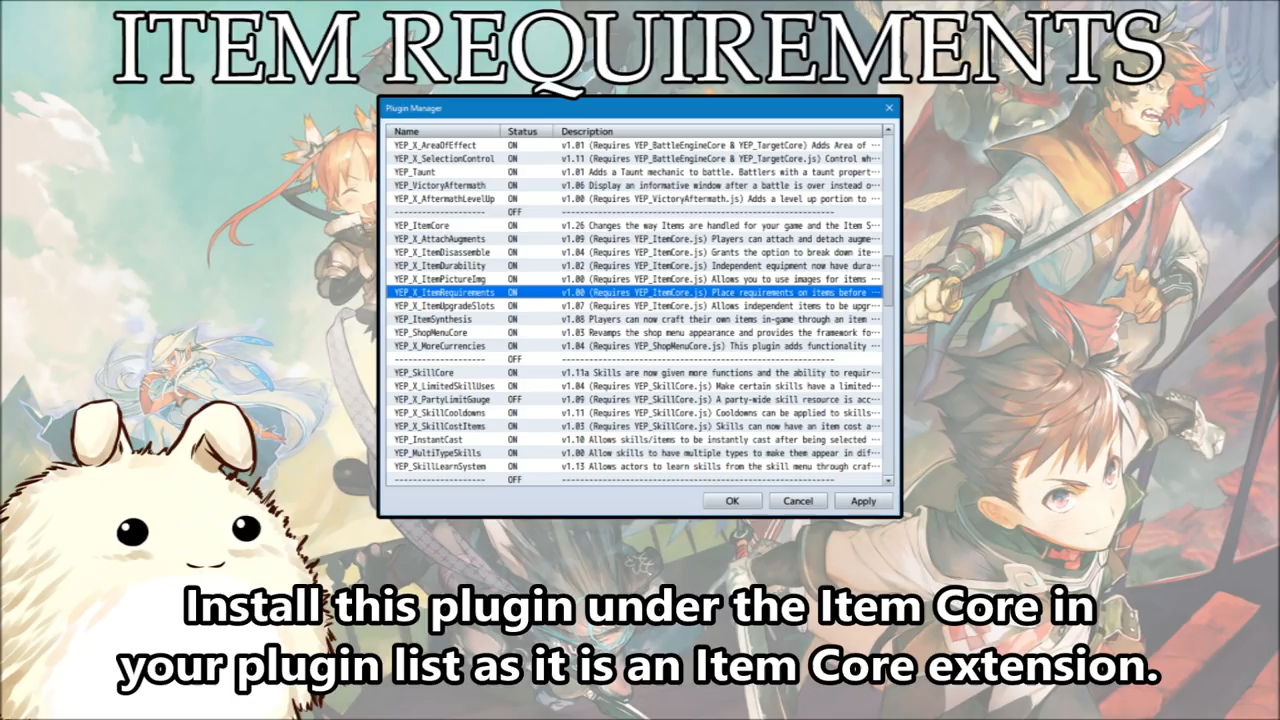 ITEM REQUIREMENTS
Plugin Manager
Name Status Description
YEP_X_AreaOfEffect ON v1.01 (Requires YEP_BattleEngineCore & YEP_TargetCore) Adds Area of ···
YEP_X_SelectionControl ON v1.11 (Requires YEP_BattleEngineCore & YEP_TargetCore.js) Control wh···
YEP_Taunt ON v1.01 Adds a Taunt mechanic to battle. Battlers with a taunt propert···
YEP_VictoryAftermath ON v1.06 Display an informative window after a battle is over instead o···
YEP_X_AftermathLevelUp ON v1.00 (Requires YEP_VictoryAftermath.js) Adds a level up portion to ···
-------------------- OFF ------------------------------------------------------------
YEP_ItemCore ON v1.26 Changes the way Items are handled for your game and the Item S···
YEP_X_AttachAugments ON v1.09 (Requires YEP_ItemCore.js) Players can attach and detach augme···
YEP_X_ItemDisassemble ON v1.04 (Requires YEP_ItemCore.js) Grants the option to break down ite···
YEP_X_ItemDurability ON v1.02 (Requires YEP_ItemCore.js) Independent equipment now have dura···
YEP_X_ItemPictureImg ON v1.00 (Requires YEP_ItemCore.js) Allows you to use images for items ···
YEP_X_ItemRequirements ON v1.00 (Requires YEP_ItemCore.js) Place requirements on items before ···
YEP_X_ItemUpgradeSlots ON v1.07 (Requires YEP_ItemCore.js) Allows independent items to be upgr···
YEP_ItemSynthesis ON v1.08 Players can now craft their own items in-game through an item ···
YEP_ShopMenuCore ON v1.03 Revamps the shop menu appearance and provides the framework fo···
YEP_X_MoreCurrencies ON v1.04 (Requires YEP_ShopMenuCore.js) This plugin adds functionality ···
-------------------- OFF ------------------------------------------------------------
YEP_SkillCore ON v1.11a Skills are now given more functions and the ability to requir···
YEP_X_LimitedSkillUses ON v1.04 (Requires YEP_SkillCore.js) Make certain skills have a limited···
YEP_X_PartyLimitGauge OFF v1.09 (Requires YEP_SkillCore.js) A party-wide skill resource is acc···
YEP_X_SkillCooldowns ON v1.11 (Requires YEP_SkillCore.js) Cooldowns can be applied to skills···
YEP_X_SkillCostItems ON v1.03 (Requires YEP_SkillCore.js) Skills can now have an item cost a···
YEP_InstantCast ON v1.10 Allows skills/items to be instantly cast after being selected ···
YEP_MultiTypeSkills ON v1.00 Allow skills to have multiple types to make them appear in dif···
YEP_SkillLearnSystem ON v1.13 Allows actors to learn skills from the skill menu through craf···
-------------------- OFF ------------------------------------------------------------
OK Cancel Apply
Install this plugin under the Item Core in
your plugin list as it is an Item Core extension.